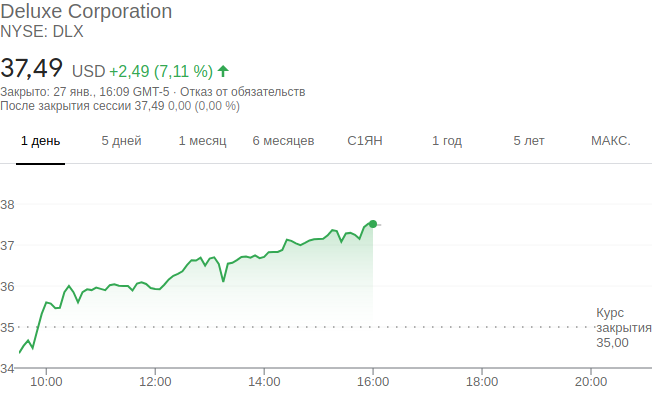 Deluxe Corporation
NYSE: DLX
37,49 USD +2,49 (7,11 %)
Закрыто: 27 янв., 16:09 GMT-5 · Отказ от обязательств
После закрытия сессии 37,49 0,00 (0,00 %)
1 день 5 дней 1 месяц 6 месяцев С1ЯН 1 год 5 лет МАКС.
38
37
36
Курс
35 закрытия
35,00
34
10:00 12:00 14:00 16:00 18:00 20:00